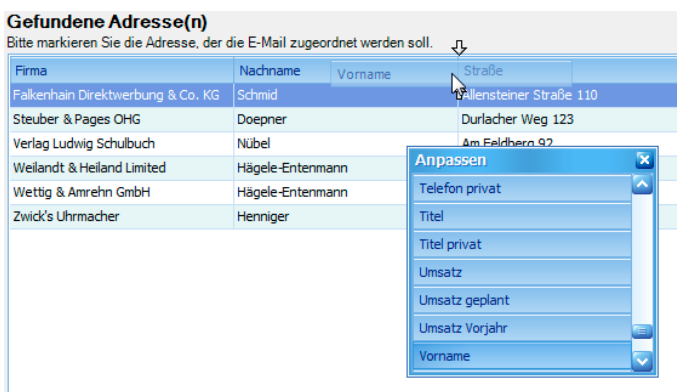 Gefundene Adresse(n)
Bitte markieren Sie die Adresse, der die E-Mail zugeordnet werden soll.
Firma Nachname Vorname Straße
Falkenhain Direktwerbung & Co. KG Schmid Allensteiner Straße 110
Steuber & Pages OHG Doepner Durlacher Weg 123
Verlag Ludwig Schulbuch Nübel Am Feldberg 92
Weilandt & Heiland Limited Hägele-Entenmann
Wettig & Amrehn GmbH Hägele-Entenmann
Zwick's Uhrmacher Henniger
Anpassen
Telefon privat
Titel
Titel privat
Umsatz
Umsatz geplant
Umsatz Vorjahr
Vorname